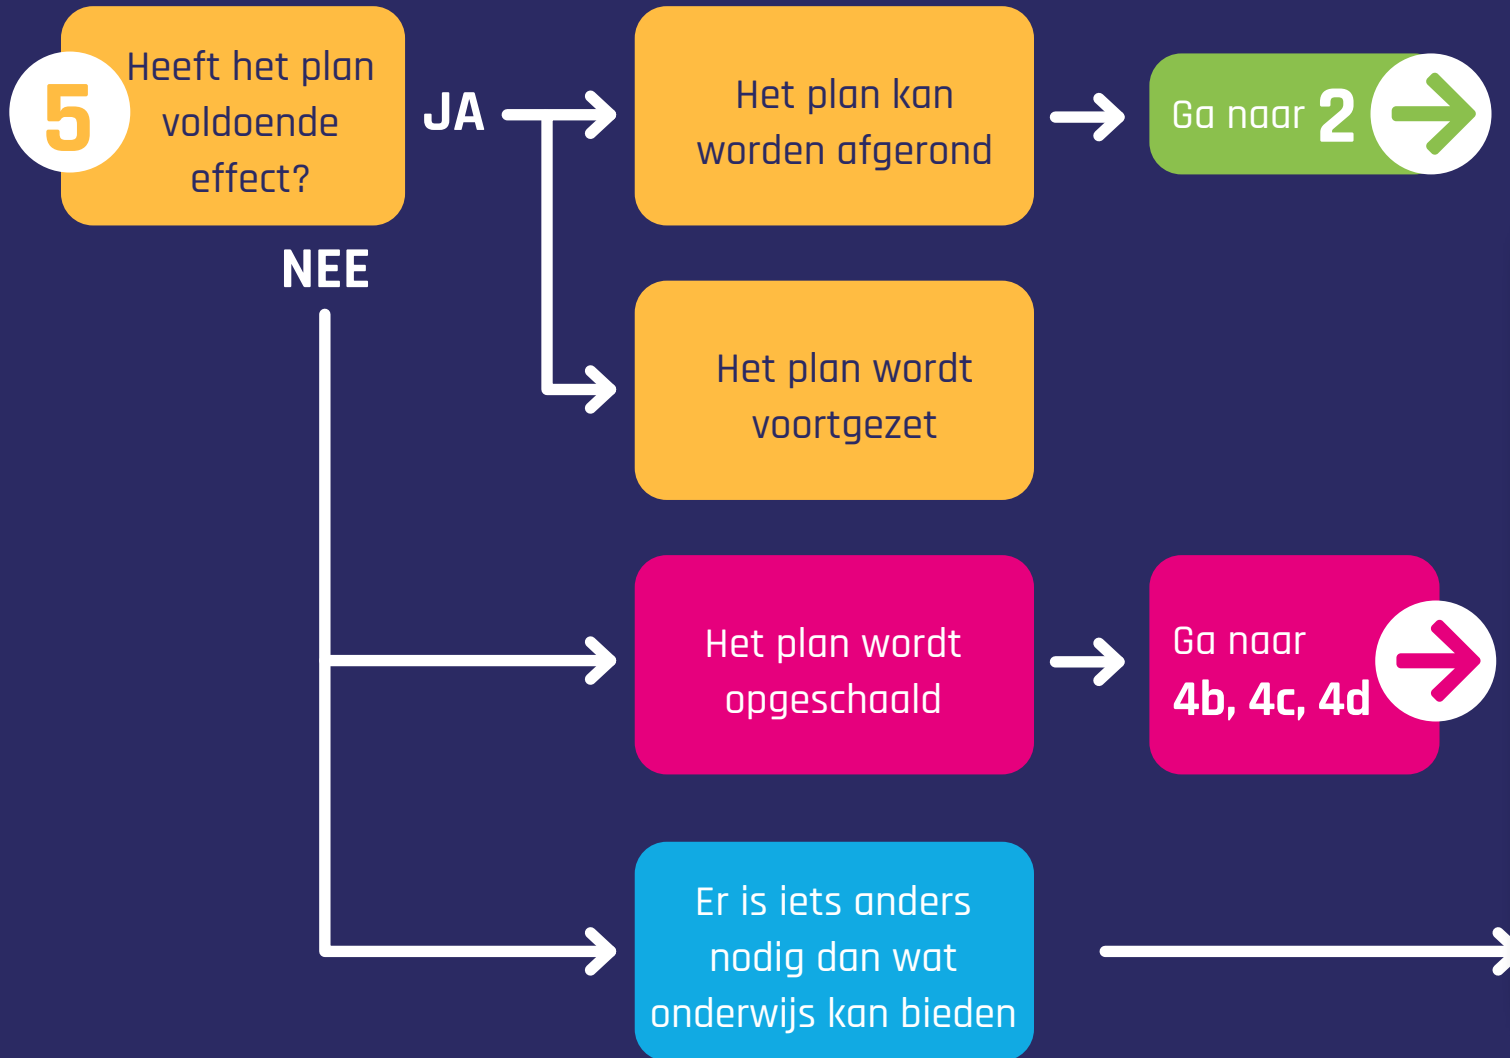 5
Heeft het plan
voldoende
effect?
JA
Het plan kan
worden afgerond
Ga naar 2
NEE
Het plan wordt
voortgezet
Het plan wordt
opgeschaald
Ga naar
4b, 4c, 4d
Er is iets anders
nodig dan wat
onderwijs kan bieden